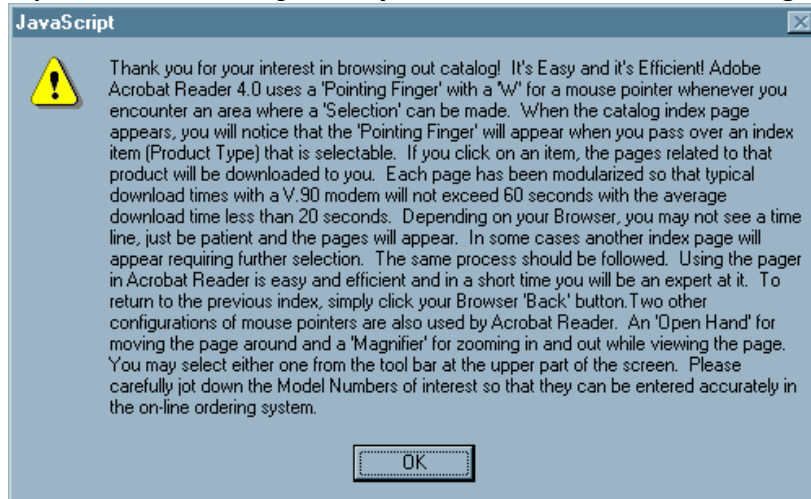 JavaScript
Thank you for your interest in browsing out catalog!  It's Easy and it's Efficient! Adobe
Acrobat Reader 4.0 uses a 'Pointing Finger' with a 'W' for a mouse pointer whenever you
encounter an area where a 'Selection' can be made.  When the catalog index page
appears, you will notice that the 'Pointing Finger' will appear when you pass over an index
item (Product Type) that is selectable.  If you click on an item, the pages related to that
product will be downloaded to you.  Each page has been modularized so that typical
download times with a V.90 modem will not exceed 60 seconds with the average
download time less than 20 seconds.  Depending on your Browser, you may not see a time
line, just be patient and the pages will appear.  In some cases another index page will
appear requiring further selection.  The same process should be followed.  Using the pager
in Acrobat Reader is easy and efficient and in a short time you will be an expert at it.  To
return to the previous index, simply click your Browser 'Back' button.Two other
configurations of mouse pointers are also used by Acrobat Reader.  An 'Open Hand' for
moving the page around and a 'Magnifier' for zooming in and out while viewing the page.
You may select either one from the tool bar at the upper part of the screen.  Please
carefully jot down the Model Numbers of interest so that they can be entered accurately in
the on-line ordering system.
OK